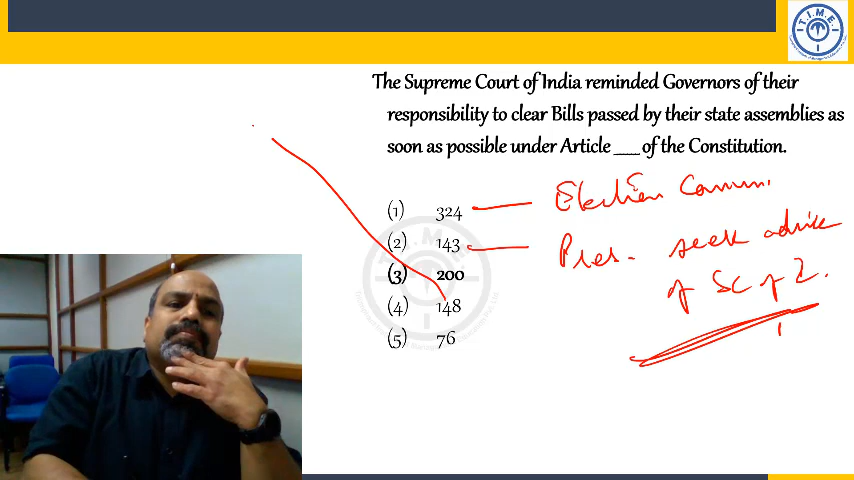 T.I.M.E.
The Supreme Court of India reminded Governors of their
responsibility to clear Bills passed by their state assemblies as
soon as possible under Article ____ of the Constitution.
(1) 324 Election Comm.
(2) 143 Pres. seek advice
of SC of I.
(3) 200
(4) 148
(5) 76